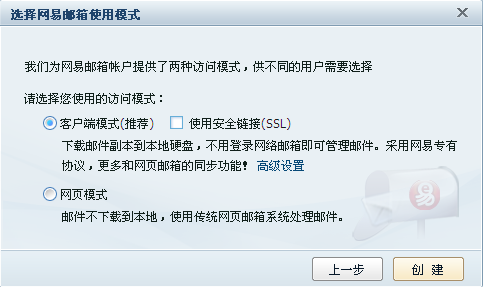 选择网易邮箱使用模式
我们为网易邮箱帐户提供了两种访问模式，供不同的用户需要选择
请选择您使用的访问模式：
客户端模式(推荐) 使用安全链接(SSL)
下载邮件副本到本地硬盘，不用登录网络邮箱即可管理邮件。采用网易专有
协议，更多和网页邮箱的同步功能！ 高级设置
网页模式
邮件不下载到本地，使用传统网页邮箱系统处理邮件。
易
上一步 创 建